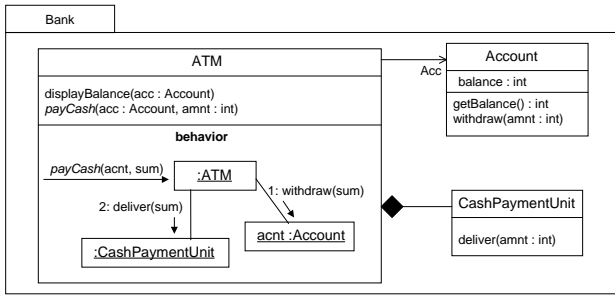 Bank
ATM
displayBalance(acc : Account)
payCash(acc : Account, amnt : int)
behavior
payCash(acnt, sum)
:ATM
1: withdraw(sum)
2: deliver(sum)
acnt :Account
:CashPaymentUnit
Acc
Account
balance : int
getBalance() : int
withdraw(amnt : int)
CashPaymentUnit
deliver(amnt : int)